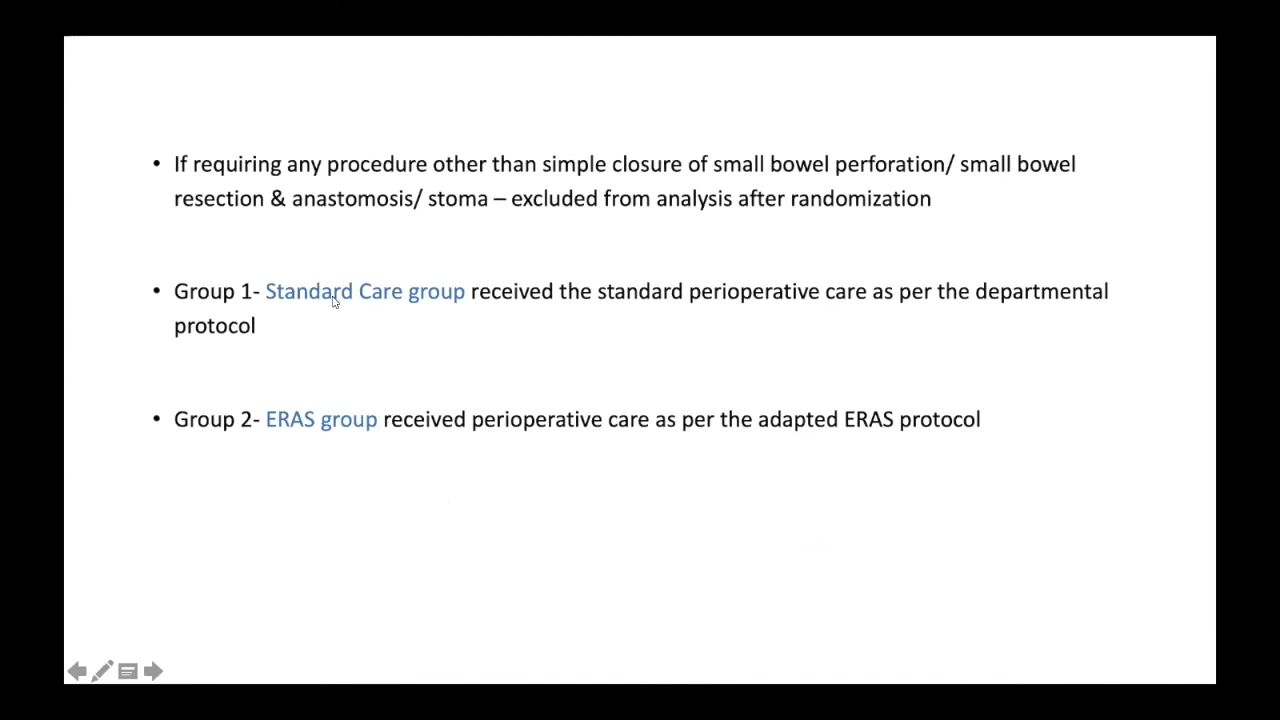 • If requiring any procedure other than simple closure of small bowel perforation/ small bowel
resection & anastomosis/ stoma – excluded from analysis after randomization
• Group 1- Standard Care group received the standard perioperative care as per the departmental
protocol
• Group 2- ERAS group received perioperative care as per the adapted ERAS protocol